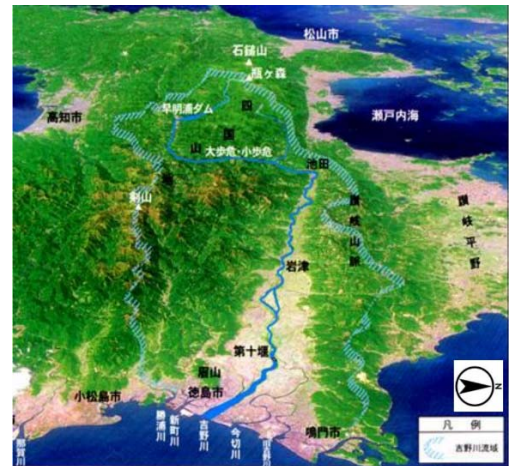 松山市
石鎚山
瓶ヶ森
早明浦ダム
四国山地
高知市
瀬戸内海
大歩危・小歩危
池田
剣山
讃岐山脈
讃岐平野
岩津
第十堰
眉山
徳島市
小松島市
鳴門市
那賀川
勝浦川
新町川
吉野川
今切川
旧吉野川
N
凡 例
吉野川流域